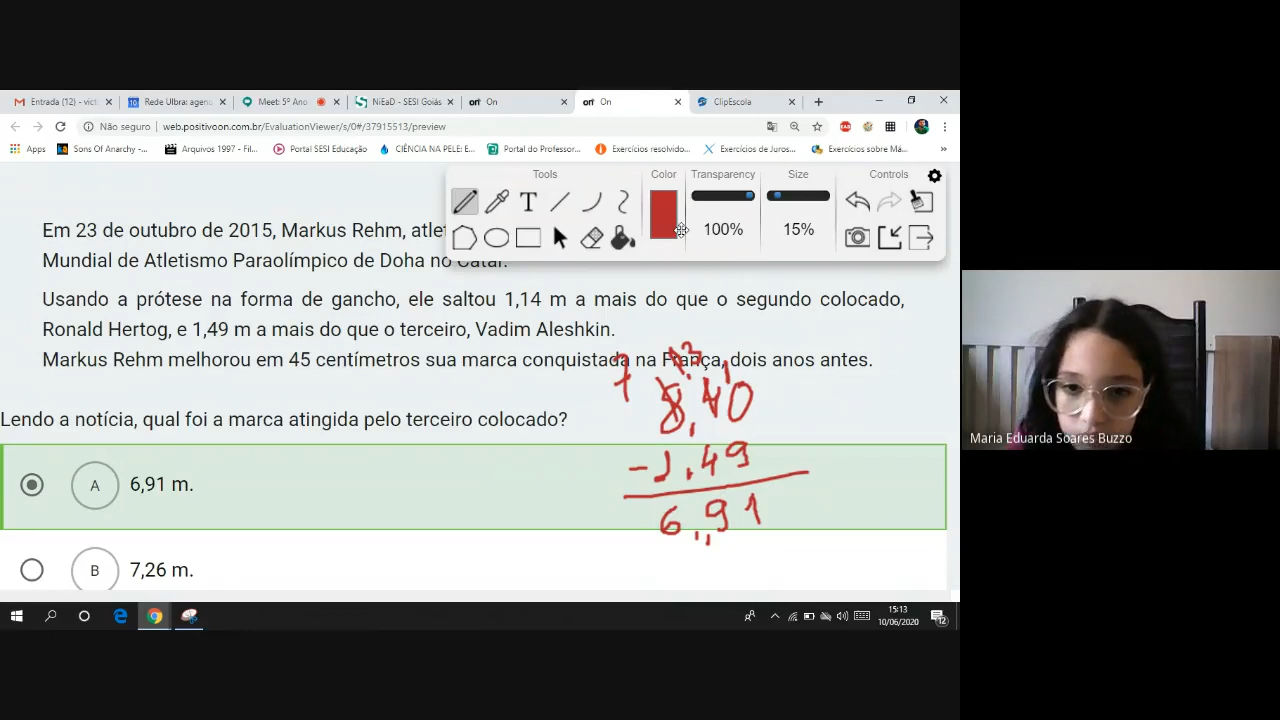 Entrada (12) - vict
Rede Ulbra: agen
Meet: 5º Ano
NiEaD - SESI Goiás
On
On
ClipEscola
Não seguro
web.positivoon.com.br/EvaluationViewer/s/0#/37915513/preview
Apps
Sons Of Anarchy -...
Arquivos 1997 - Fil...
Portal SESI Educação
CIÊNCIA NA PELE: E...
Portal do Professor...
Exercícios resolvido...
Exercícios de Juros...
Exercícios sobre Má...
Tools
Color
Transparency
Size
Controls
100%
15%
Em 23 de outubro de 2015, Markus Rehm, atlet
Mundial de Atletismo Paraolímpico de Doha no Catar.
Usando a prótese na forma de gancho, ele saltou 1,14 m a mais do que o segundo colocado,
Ronald Hertog, e 1,49 m a mais do que o terceiro, Vadim Aleshkin.
Markus Rehm melhorou em 45 centímetros sua marca conquistada na França, dois anos antes.
7 13 1
8,40
Lendo a notícia, qual foi a marca atingida pelo terceiro colocado?
-1,49
A 6,91 m.
6,91
B 7,26 m.
Maria Eduarda Soares Buzzo
15:13
10/06/2020
12